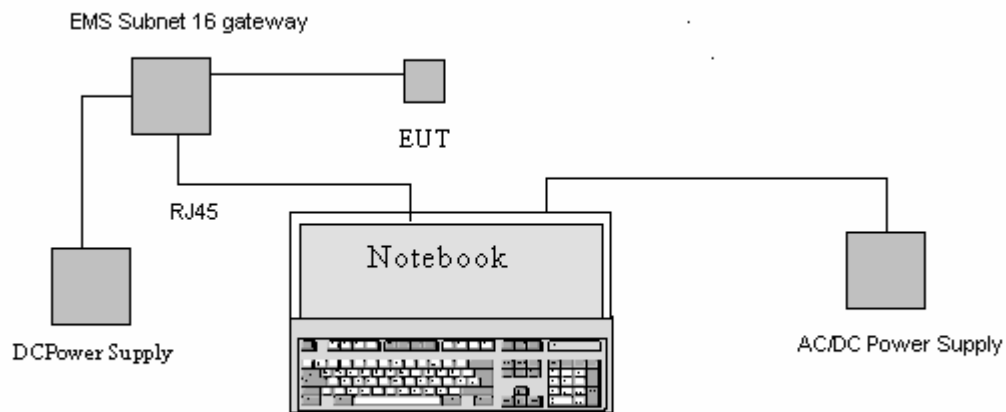 EMS Subnet 16 gateway
EUT
RJ45
Notebook
DCPower Supply
AC/DC Power Supply